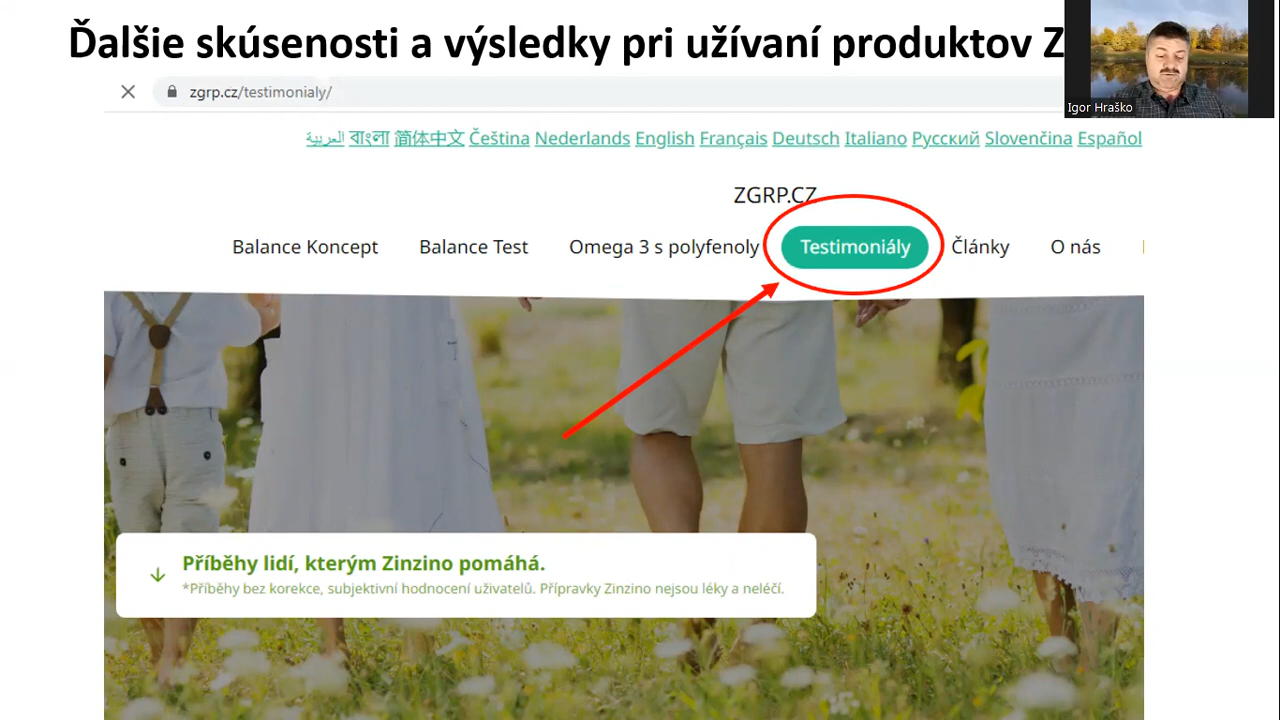 Ďalšie skúsenosti a výsledky pri užívaní produktov Z
Igor Hraško
zgrp.cz/testimonialy/
العربية বাংলা 简体中文 Čeština Nederlands English Français Deutsch Italiano Русский Slovenčina Español
ZGRP.CZ
Balance Koncept Balance Test Omega 3 s polyfenoly Testimoniály Články O nás
Příběhy lidí, kterým Zinzino pomáhá.
*Příběhy bez korekce, subjektivní hodnocení uživatelů. Přípravky Zinzino nejsou léky a neléčí.